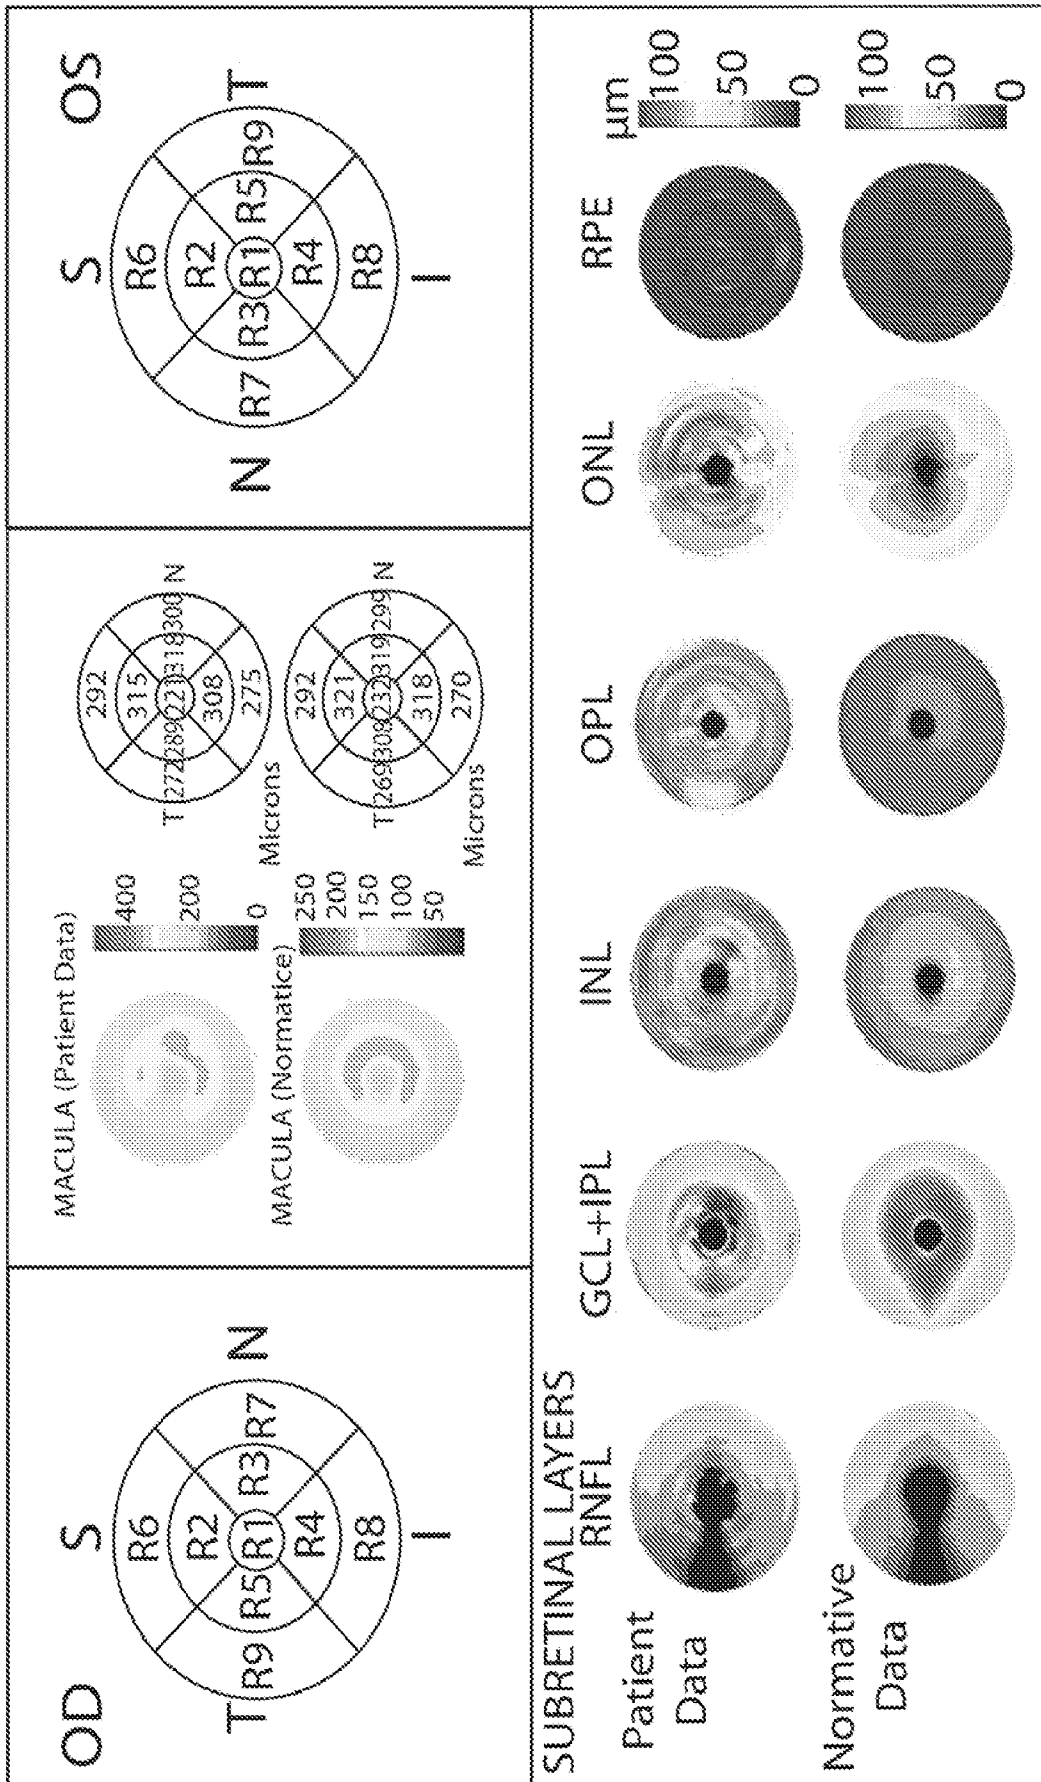 OD
S
T
N
I
R6
R2
R9
R5
R1
R3
R7
R4
R8
MACULA (Patient Data)
400
200
0
292
315
T
272
289
221
318
300
N
308
275
Microns
MACULA (Normatice)
250
200
150
100
50
292
321
T
269
308
232
319
299
N
318
270
Microns
OS
S
N
T
I
R6
R2
R7
R3
R1
R5
R9
R4
R8
SUBRETINAL LAYERS
RNFL
GCL+IPL
INL
OPL
ONL
RPE
µm
Patient
Data
100
50
0
Normative
Data
100
50
0